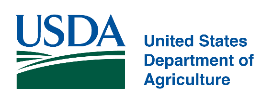 USDA
United States
Department of
Agriculture